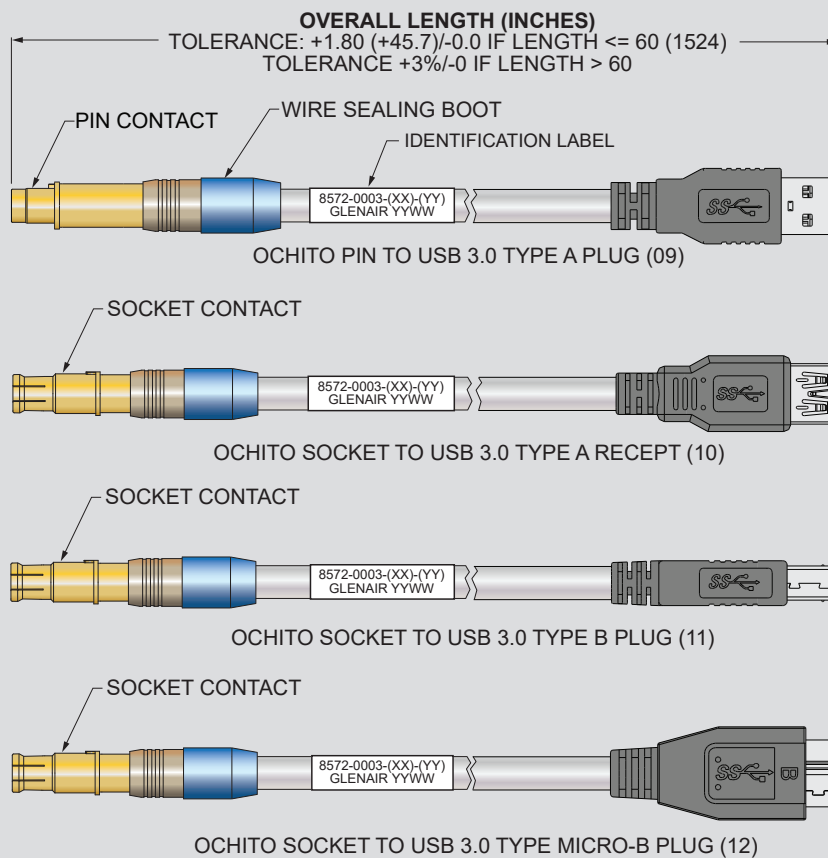 OVERALL LENGTH (INCHES)
TOLERANCE: +1.80 (+45.7)/-0.0 IF LENGTH <= 60 (1524)
TOLERANCE +3%/-0 IF LENGTH > 60
PIN CONTACT
WIRE SEALING BOOT
IDENTIFICATION LABEL
8572-0003-(XX)-(YY)
GLENAIR YYWW
SS
OCHITO PIN TO USB 3.0 TYPE A PLUG (09)
SOCKET CONTACT
8572-0003-(XX)-(YY)
GLENAIR YYWW
SS
OCHITO SOCKET TO USB 3.0 TYPE A RECEPT (10)
SOCKET CONTACT
8572-0003-(XX)-(YY)
GLENAIR YYWW
SS
OCHITO SOCKET TO USB 3.0 TYPE B PLUG (11)
SOCKET CONTACT
8572-0003-(XX)-(YY)
GLENAIR YYWW
SS
B
OCHITO SOCKET TO USB 3.0 TYPE MICRO-B PLUG (12)